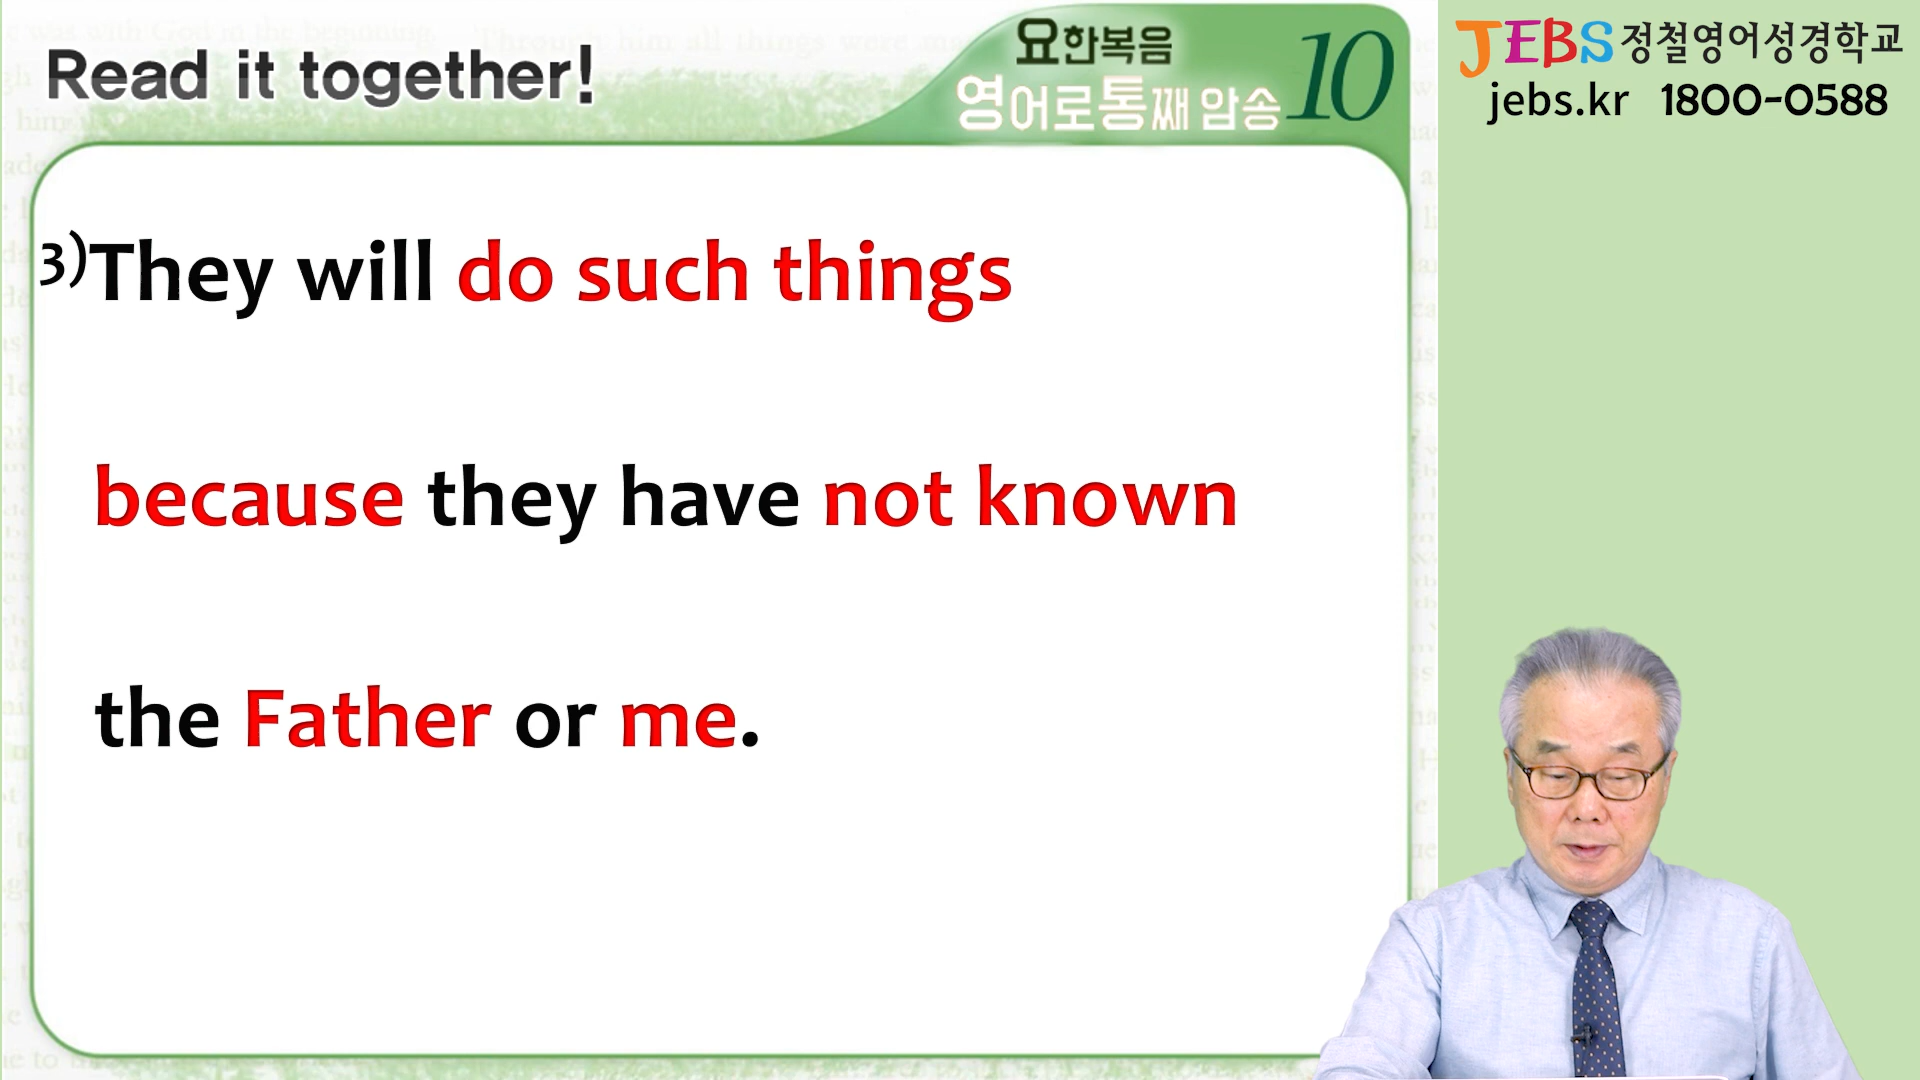 Read it together!
요한복음
영어로통째 암송 10
JEBS 정철영어성경학교
jebs.kr 1800-0588
3)They will do such things
because they have not known
the Father or me.